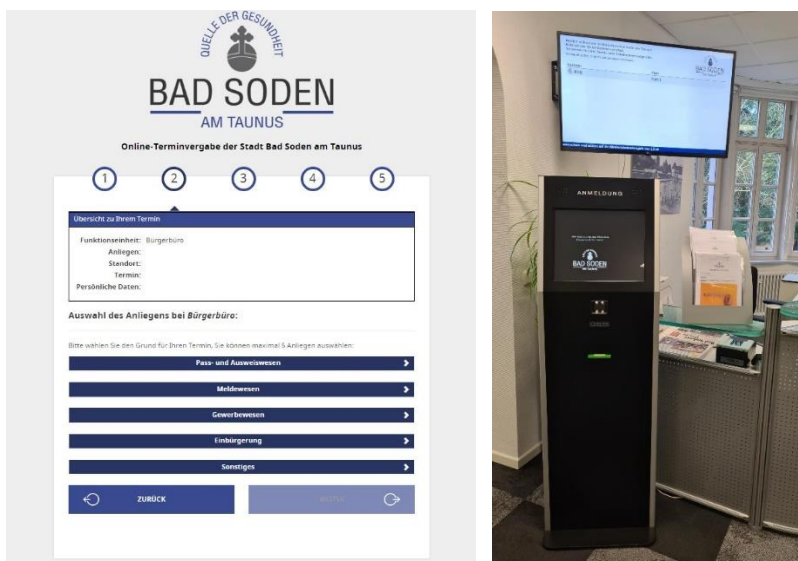 QUELLE DER GESUNDHEIT
BAD SODEN
AM TAUNUS
Online-Terminvergabe der Stadt Bad Soden am Taunus
1 2 3 4 5
Übersicht zu Ihrem Termin
Funktionseinheit: Bürgerbüro
Anliegen:
Standort:
Termin:
Persönliche Daten:
Auswahl des Anliegens bei Bürgerbüro:
Bitte wählen Sie den Grund für Ihren Termin, Sie können maximal 5 Anliegen auswählen:
Pass- und Ausweiswesen
Meldewesen
Gewerbewesen
Einbürgerung
Sonstiges
ZURÜCK
WEITER
BAD SODEN
ANMELDUNG
BAD SODEN